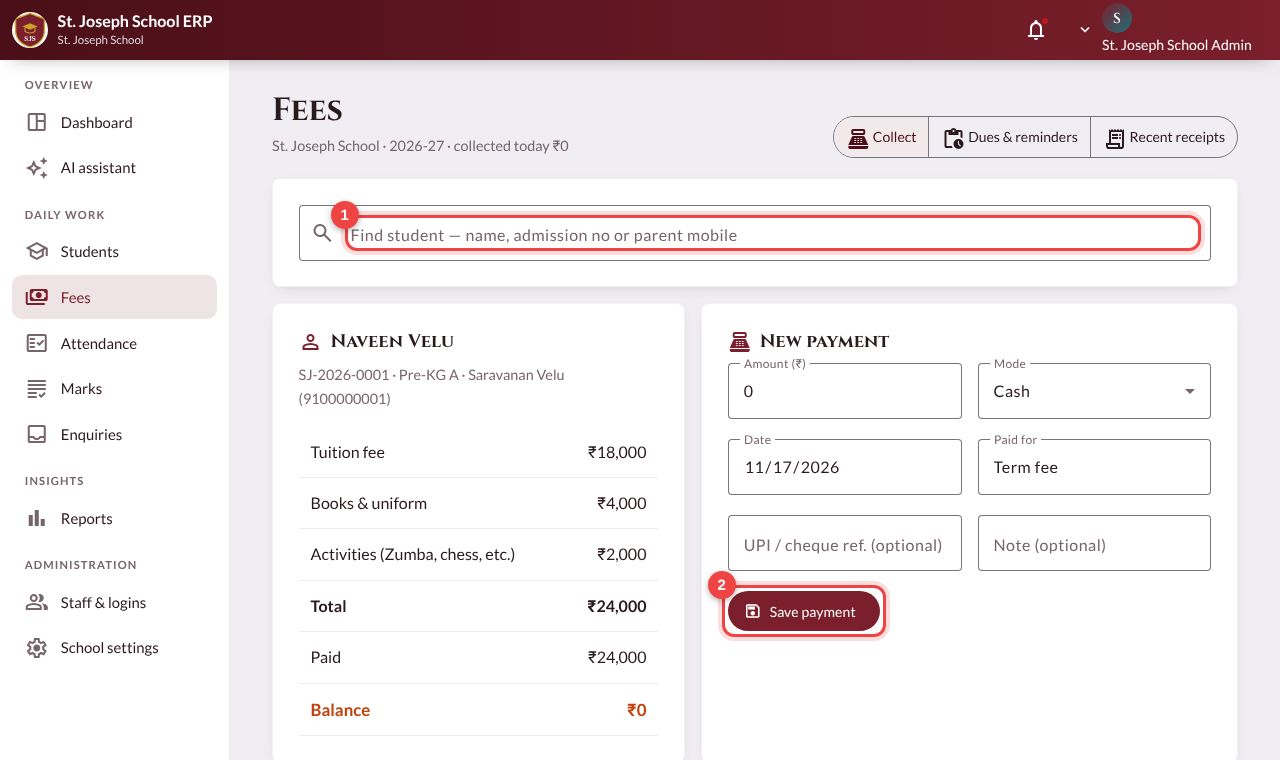 St. Joseph School ERP
St. Joseph School
SJS
S
St. Joseph School Admin
OVERVIEW
Dashboard
AI assistant
DAILY WORK
Students
Fees
Attendance
Marks
Enquiries
INSIGHTS
Reports
ADMINISTRATION
Staff & logins
School settings
Fees
St. Joseph School · 2026-27 · collected today ₹0
Collect
Dues & reminders
Recent receipts
1
Find student — name, admission no or parent mobile
Naveen Velu
SJ-2026-0001 · Pre-KG A · Saravanan Velu
(9100000001)
Tuition fee ₹18,000
Books & uniform ₹4,000
Activities (Zumba, chess, etc.) ₹2,000
Total ₹24,000
Paid ₹24,000
Balance ₹0
New payment
Amount (₹)
0
Mode
Cash
Date
11/17/2026
Paid for
Term fee
UPI / cheque ref. (optional)
Note (optional)
2
Save payment